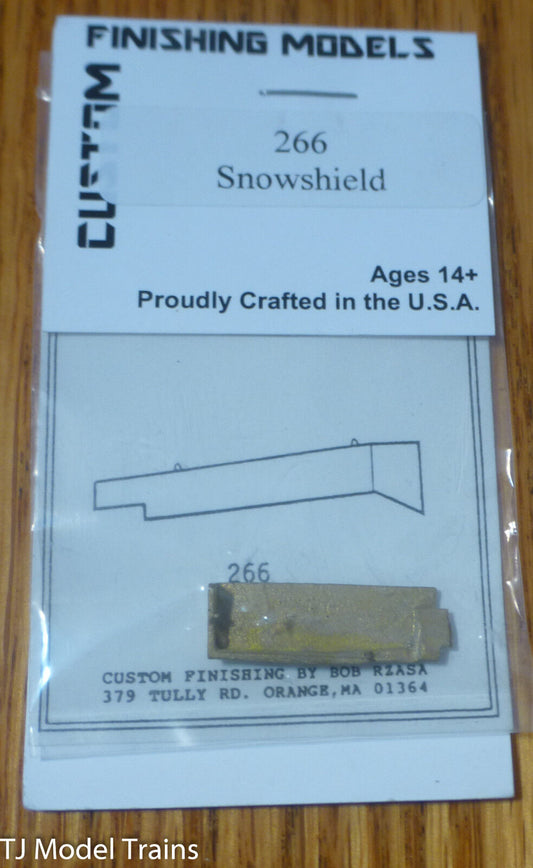 FINISHING MODELS
CUSTOM
266
Snowshield
Ages 14+
Proudly Crafted in the U.S.A.
266
CUSTOM FINISHING BY BOB RZASA
379 TULLY RD. ORANGE,MA 01364
TJ Model Trains